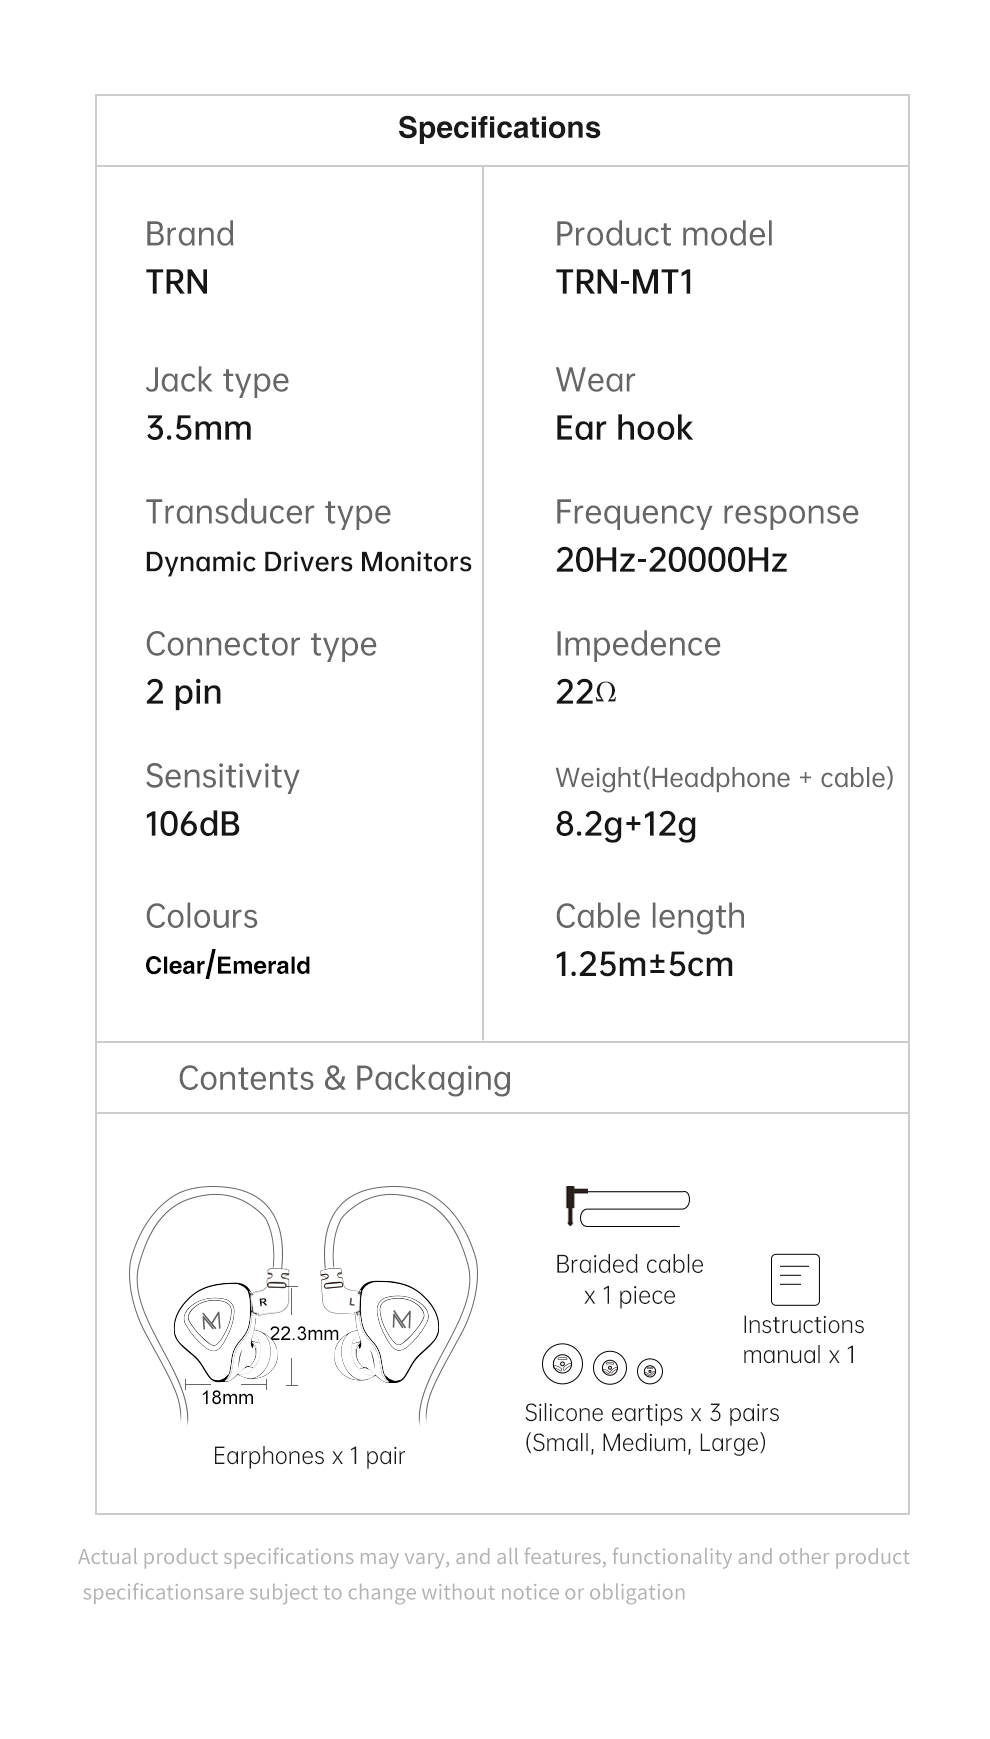 Specifications
Brand
TRN
Product model
TRN-MT1
Jack type
3.5mm
Wear
Ear hook
Transducer type
Dynamic Drivers Monitors
Frequency response
20Hz-20000Hz
Connector type
2 pin
Impedence
22Ω
Sensitivity
106dB
Weight(Headphone + cable)
8.2g+12g
Colours
Clear/Emerald
Cable length
1.25m±5cm
Contents & Packaging
R
L
22.3mm
18mm
Earphones x 1 pair
Braided cable
x 1 piece
Instructions
manual x 1
Silicone eartips x 3 pairs
(Small, Medium, Large)
Actual product specifications may vary, and all features, functionality and other product
specificationsare subject to change without notice or obligation